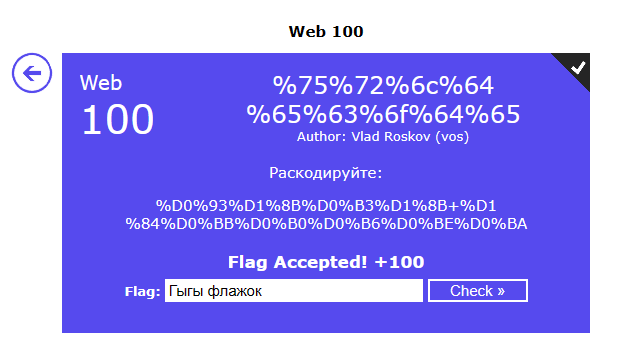 Web 100
Web
100
%75%72%6c%64
%65%63%6f%64%65
Author: Vlad Roskov (vos)
Раскодируйте:
%D0%93%D1%8B%D0%B3%D1%8B+%D1
%84%D0%BB%D0%B0%D0%B6%D0%BE%D0%BA
Flag Accepted! +100
Flag: Гыгы флажок Check »